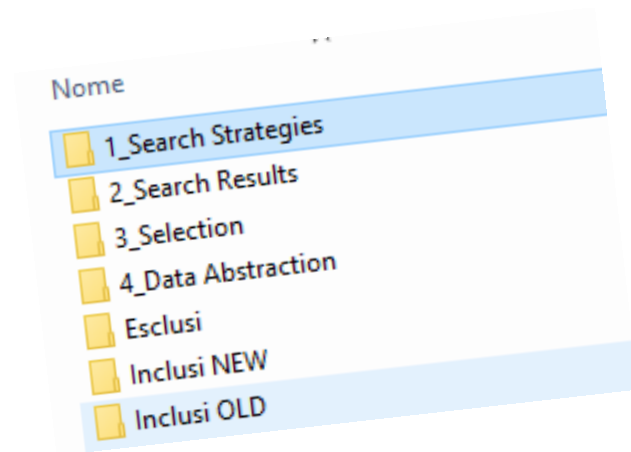 Nome
1_Search Strategies
2_Search Results
3_Selection
4_Data Abstraction
Esclusi
Inclusi NEW
Inclusi OLD